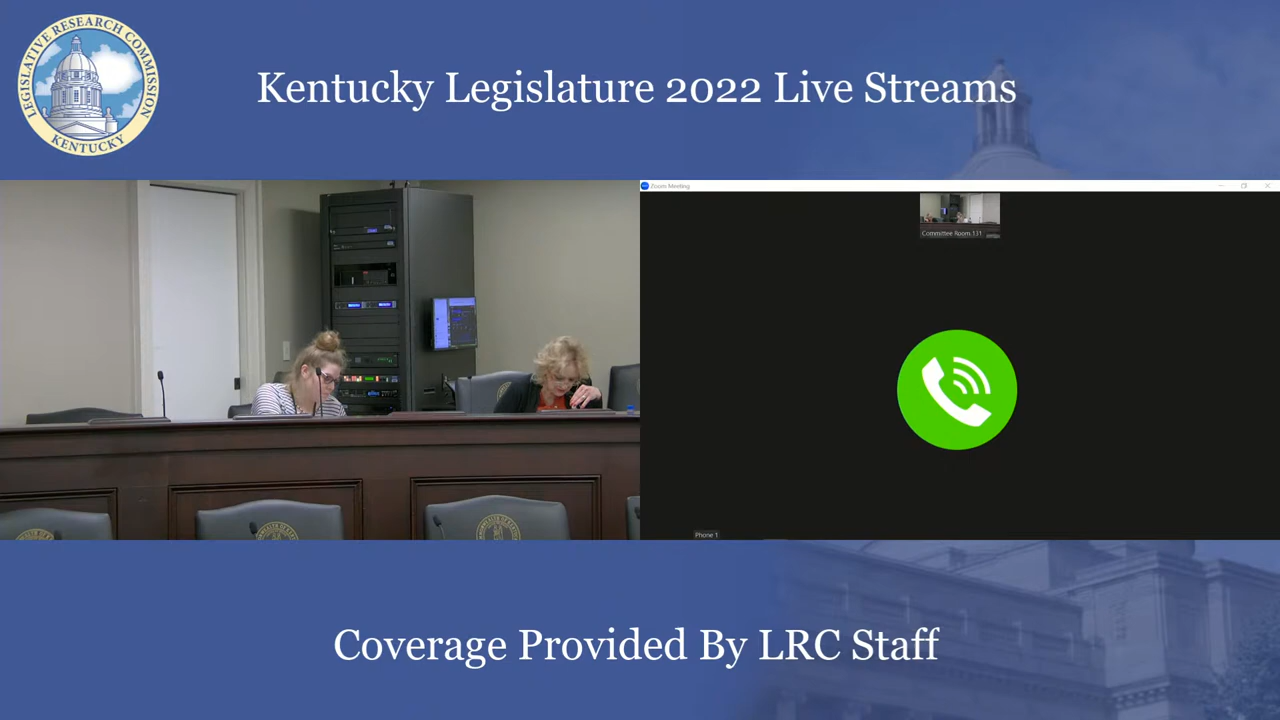 LEGISLATIVE RESEARCH COMMISSION
KENTUCKY
Kentucky Legislature 2022 Live Streams
Zoom Meeting
Committee Room 131
Phone 1
Coverage Provided By LRC Staff